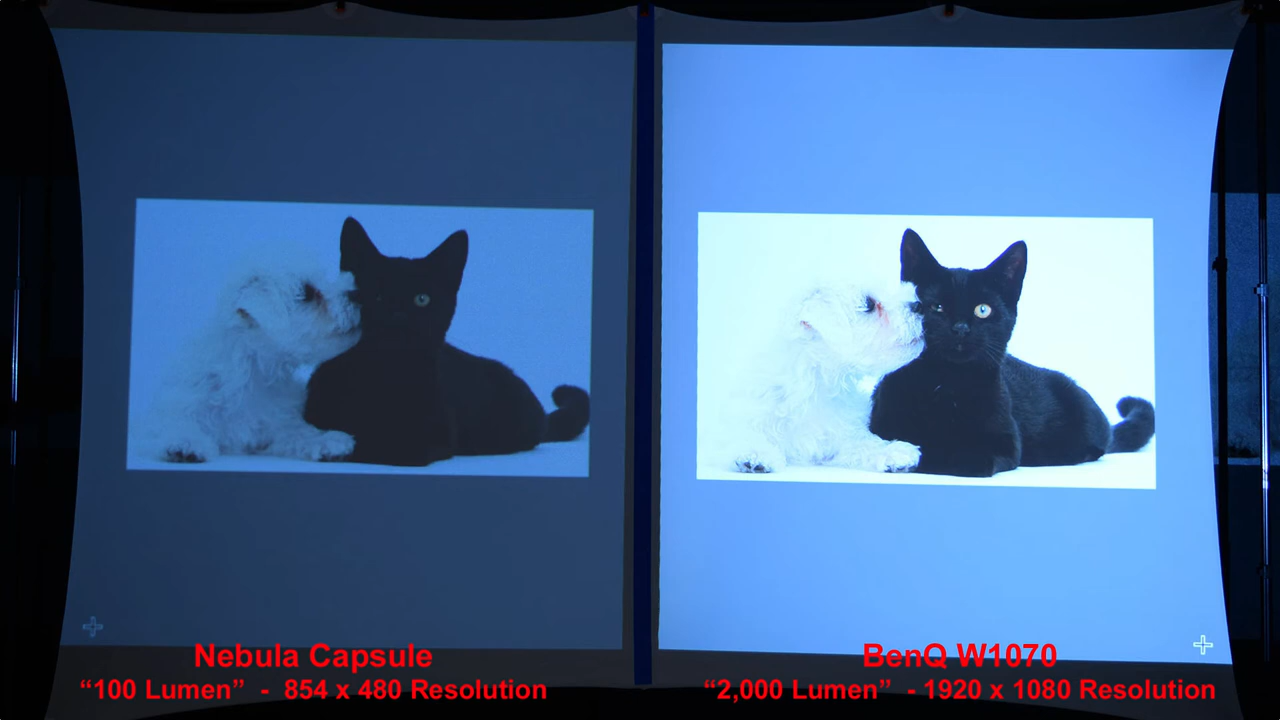 Nebula Capsule
“100 Lumen” - 854 x 480 Resolution
BenQ W1070
“2,000 Lumen” - 1920 x 1080 Resolution